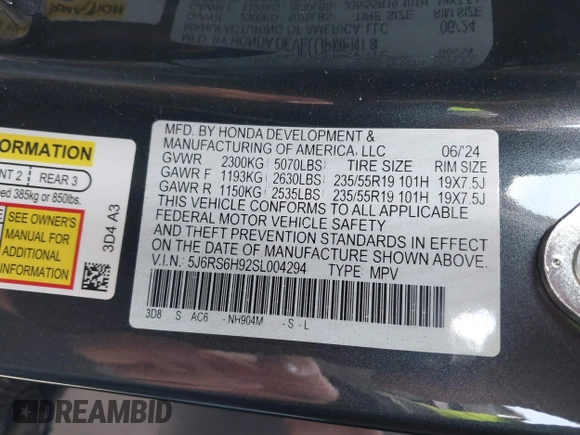 MFD. BY HONDA DEVELOPMENT &
MANUFACTURING OF AMERICA, LLC 06/24
GVWR 2300KG 5070LBS TIRE SIZE RIM SIZE
GAWR F 1193KG 2630LBS 235/55R19 101H 19X7.5J
GAWR R 1150KG 2535LBS 235/55R19 101H 19X7.5J
THIS VEHICLE CONFORMS TO ALL APPLICABLE
FEDERAL MOTOR VEHICLE SAFETY
AND THEFT PREVENTION STANDARDS IN EFFECT
ON THE DATE OF MANUFACTURE SHOWN ABOVE.
V.I.N. 5J6RS6H92SL004294 TYPE MPV
3D8 S AC6 -NH904M -S-L
FORMATION
2 REAR 3
385kg or 850lbs.
SEE OWNER'S
MANUAL FOR
ADDITIONAL
INFORMATION
3D4 A3
DREAMBID